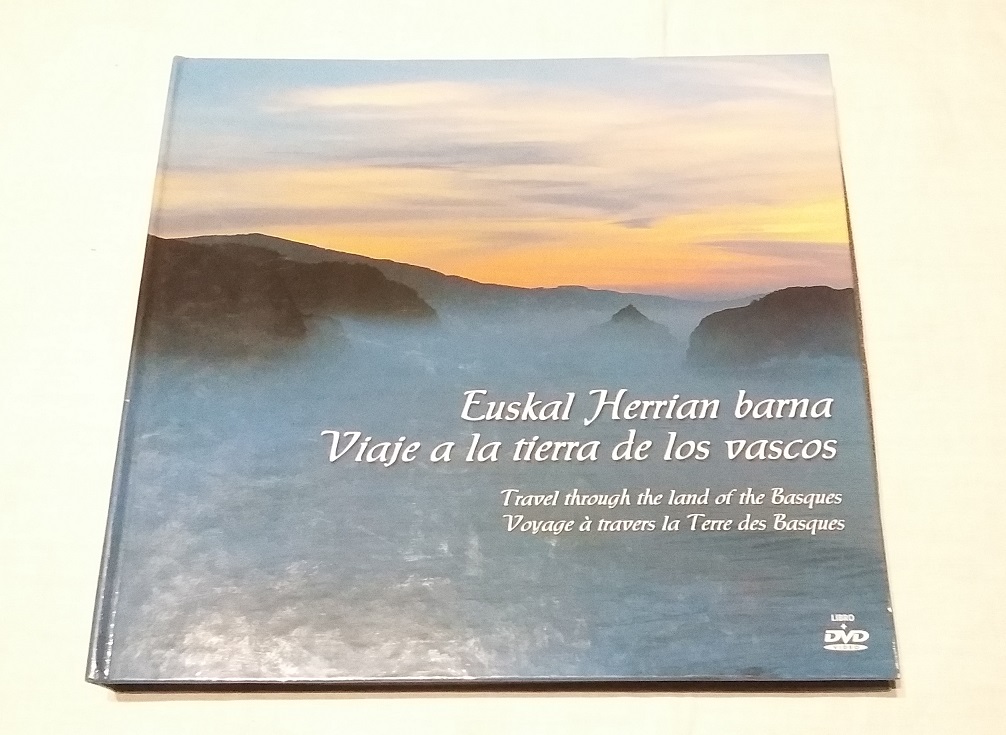 Euskal Herrian barna
Viaje a la tierra de los vascos
Travel through the land of the Basques
Voyage à travers la Terre des Basques
LIBRO
+
DVD
VIDEO